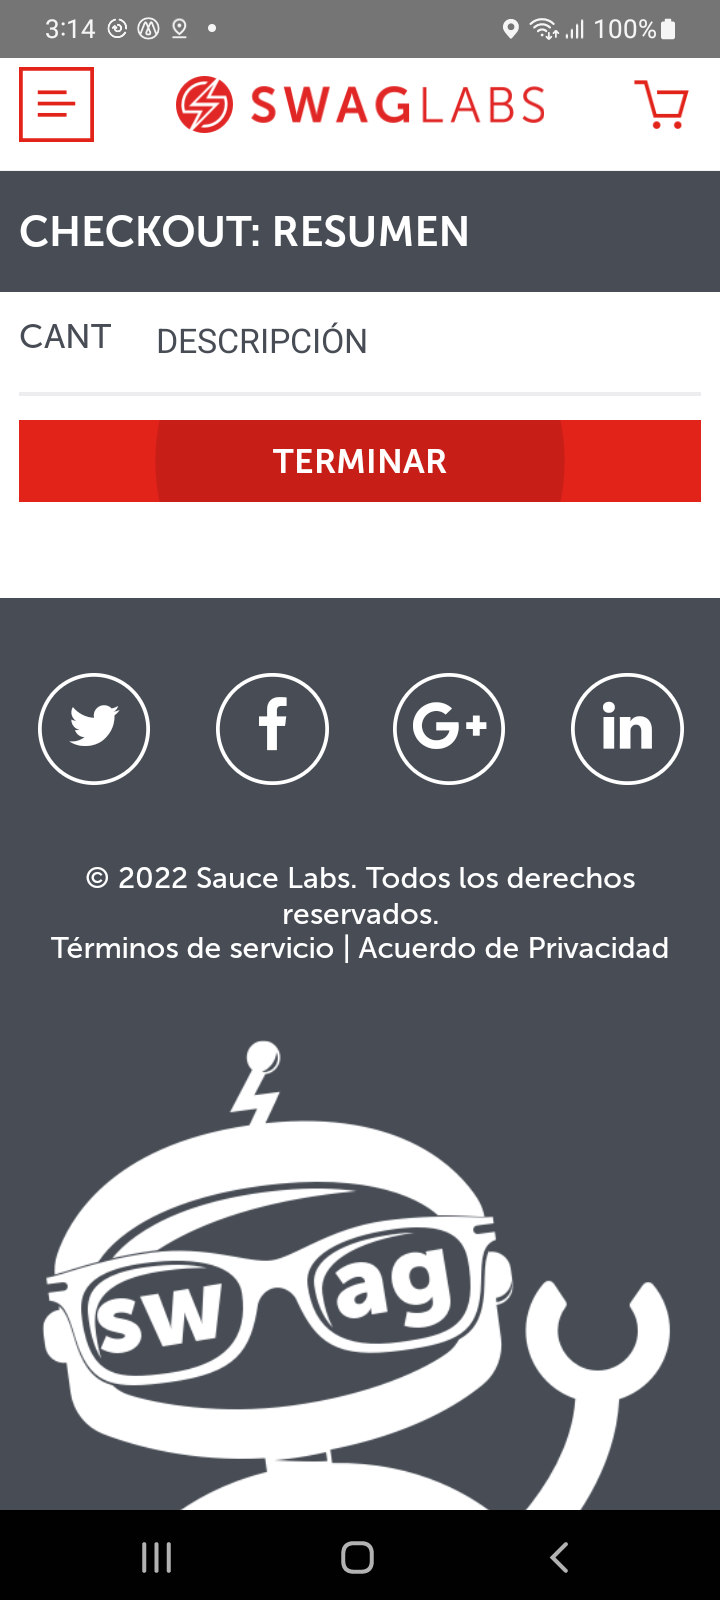 3:14 100%
SWAGLABS
CHECKOUT: RESUMEN
CANT DESCRIPCIÓN
TERMINAR
f G+ in
© 2022 Sauce Labs. Todos los derechos
reservados.
Términos de servicio | Acuerdo de Privacidad
sw ag